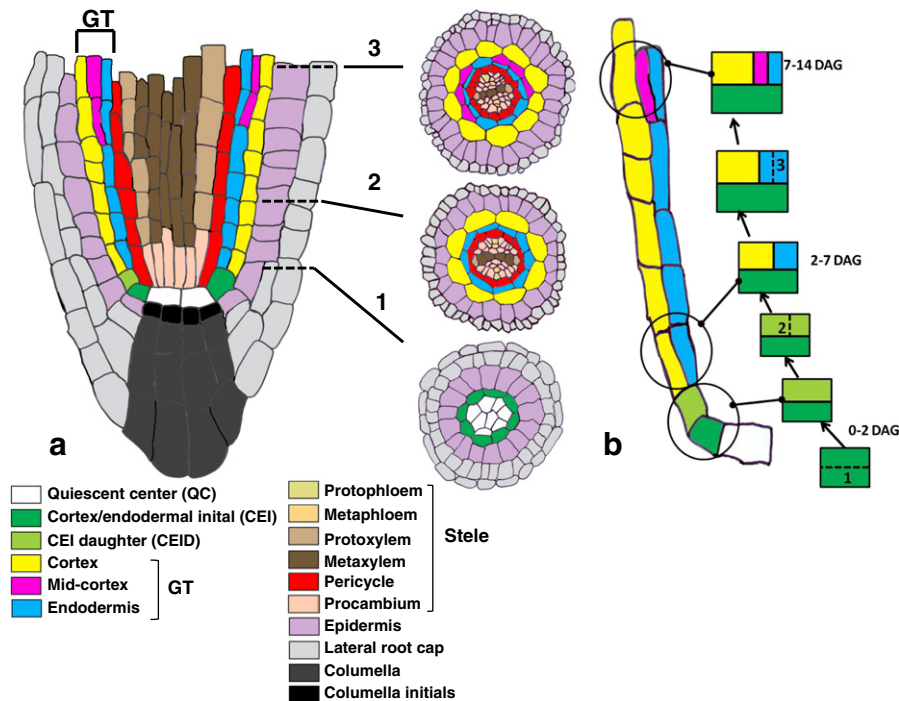 GT
3
2
1
a
Quiescent center (QC)
Cortex/endodermal inital (CEI)
CEI daughter (CEID)
Cortex
Mid-cortex
Endodermis
GT
Protophloem
Metaphloem
Protoxylem
Metaxylem
Pericycle
Procambium
Stele
Epidermis
Lateral root cap
Columella
Columella initials
b
7-14 DAG
3
2-7 DAG
2
0-2 DAG
1